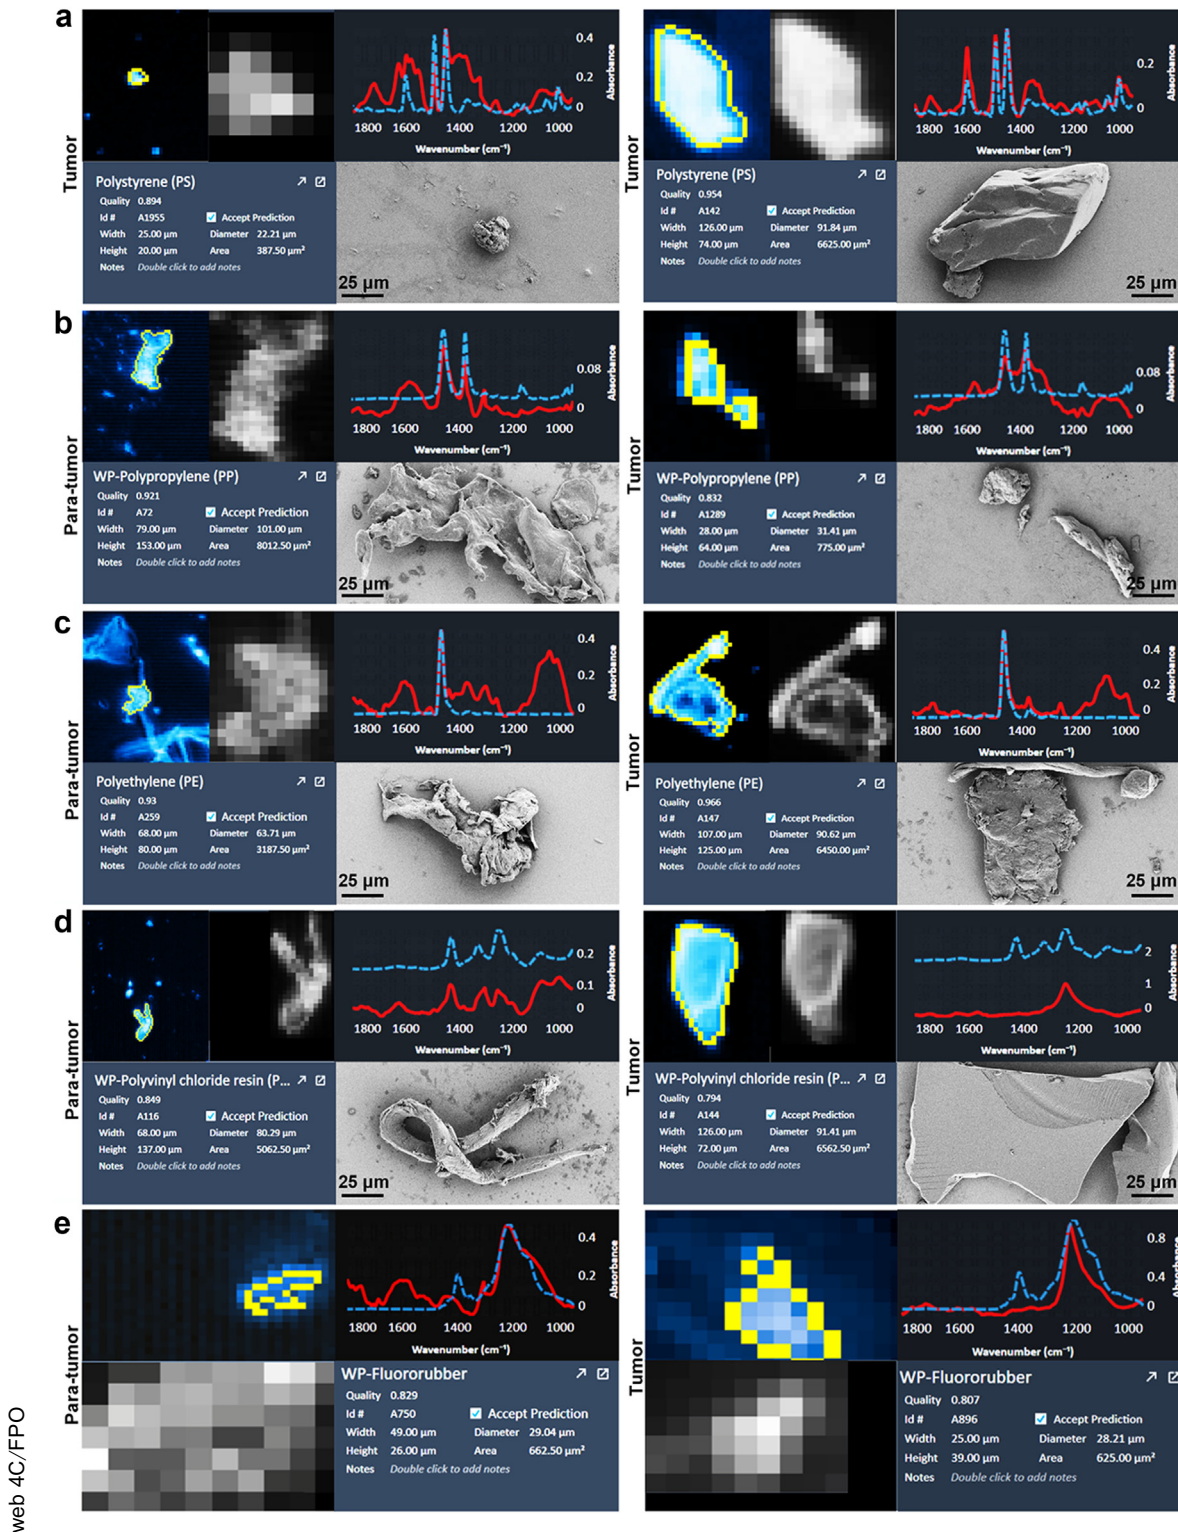 a
Tumor
0.4
0.2
0
Absorbance
1800 1600 1400 1200 1000
Wavenumber (cm⁻¹)
Polystyrene (PS)
Quality 0.894
Id # A1955 Accept Prediction
Width 25.00 μm Diameter 22.21 μm
Height 20.00 μm Area 387.50 μm²
Notes Double click to add notes
25 μm
0.2
0
Absorbance
1800 1600 1400 1200 1000
Wavenumber (cm⁻¹)
Polystyrene (PS)
Quality 0.954
Id # A142 Accept Prediction
Width 126.00 μm Diameter 91.84 μm
Height 74.00 μm Area 6625.00 μm²
Notes Double click to add notes
25 μm
b
Para-tumor
0.08
0
Absorbance
1800 1600 1400 1200 1000
Wavenumber (cm⁻¹)
WP-Polypropylene (PP)
Quality 0.921
Id # A72 Accept Prediction
Width 79.00 μm Diameter 101.00 μm
Height 153.00 μm Area 8012.50 μm²
Notes Double click to add notes
25 μm
Tumor
0.08
0
Absorbance
1800 1600 1400 1200 1000
Wavenumber (cm⁻¹)
WP-Polypropylene (PP)
Quality 0.832
Id # A1289 Accept Prediction
Width 28.00 μm Diameter 31.41 μm
Height 64.00 μm Area 775.00 μm²
Notes Double click to add notes
25 μm
c
Para-tumor
0.4
0.2
0
Absorbance
1800 1600 1400 1200 1000
Wavenumber (cm⁻¹)
Polyethylene (PE)
Quality 0.93
Id # A259 Accept Prediction
Width 68.00 μm Diameter 63.71 μm
Height 80.00 μm Area 3187.50 μm²
Notes Double click to add notes
25 μm
Tumor
0.4
0.2
0
Absorbance
1800 1600 1400 1200 1000
Wavenumber (cm⁻¹)
Polyethylene (PE)
Quality 0.966
Id # A147 Accept Prediction
Width 107.00 μm Diameter 90.62 μm
Height 125.00 μm Area 6450.00 μm²
Notes Double click to add notes
25 μm
d
Para-tumor
0.2
0.1
0
Absorbance
1800 1600 1400 1200 1000
Wavenumber (cm⁻¹)
WP-Polyvinyl chloride resin (P...
Quality 0.849
Id # A116 Accept Prediction
Width 68.00 μm Diameter 80.29 μm
Height 137.00 μm Area 5062.50 μm²
Notes Double click to add notes
25 μm
Tumor
2
1
0
Absorbance
1800 1600 1400 1200 1000
Wavenumber (cm⁻¹)
WP-Polyvinyl chloride resin (P...
Quality 0.794
Id # A144 Accept Prediction
Width 126.00 μm Diameter 91.41 μm
Height 72.00 μm Area 6562.50 μm²
Notes Double click to add notes
25 μm
e
Para-tumor
0.4
0.2
0
Absorbance
1800 1600 1400 1200 1000
Wavenumber (cm⁻¹)
WP-Fluororubber
Quality 0.829
Id # A750 Accept Prediction
Width 49.00 μm Diameter 29.04 μm
Height 26.00 μm Area 662.50 μm²
Notes Double click to add notes
Tumor
0.8
0.4
0
Absorbance
1800 1600 1400 1200 1000
Wavenumber (cm⁻¹)
WP-Fluororubber
Quality 0.807
Id # A896 Accept Prediction
Width 25.00 μm Diameter 28.21 μm
Height 39.00 μm Area 625.00 μm²
Notes Double click to add notes
web 4C/FPO